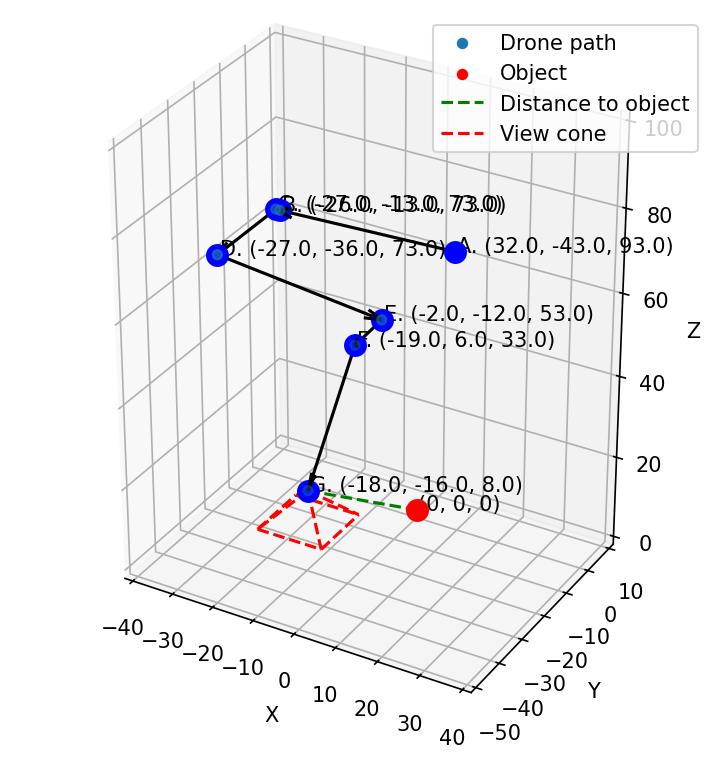 Drone path
Object
Distance to object
View cone
100
80
60
40
20
0
Z
A. (32.0, -43.0, 93.0)
D. (-27.0, -36.0, 73.0)
E. (-2.0, -12.0, 53.0)
F. (-19.0, 6.0, 33.0)
G. (-18.0, -16.0, 8.0)
(0, 0, 0)
−40
−30
−20
−10
0
10
20
30
40
X
−50
−40
−30
−20
−10
0
10
Y